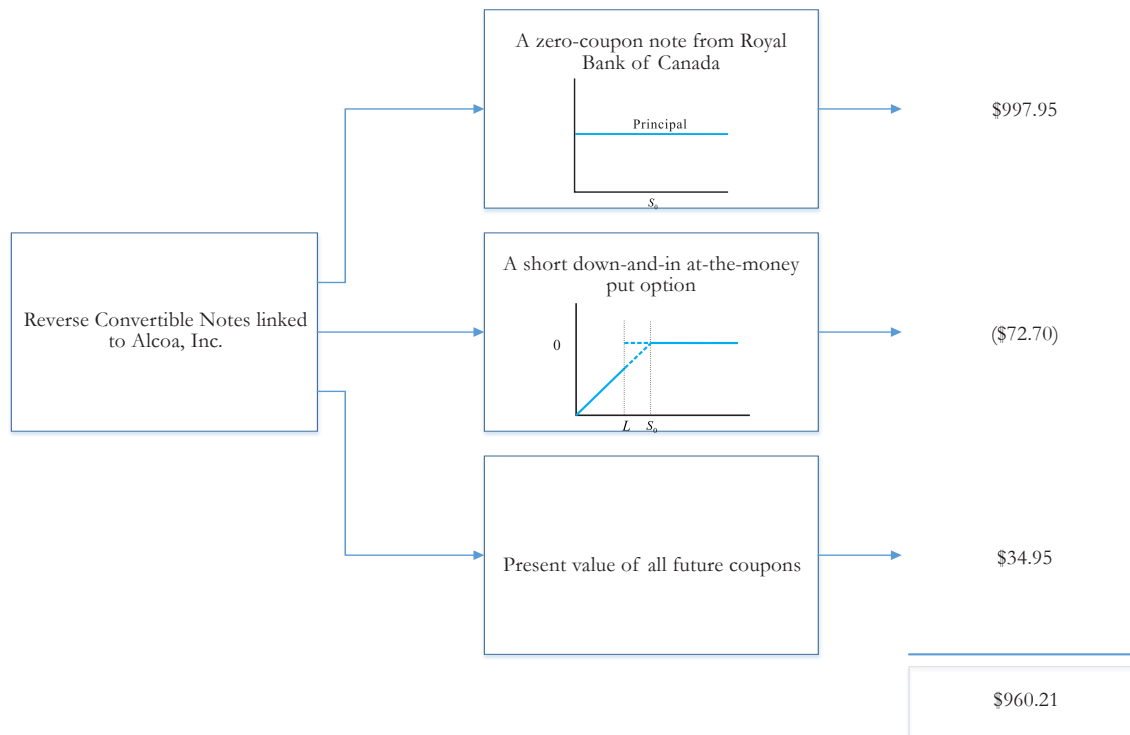 A zero-coupon note from Royal
Bank of Canada
Principal
S₀
$997.95
Reverse Convertible Notes linked
to Alcoa, Inc.
A short down-and-in at-the-money
put option
0
L S₀
($72.70)
Present value of all future coupons
$34.95
$960.21